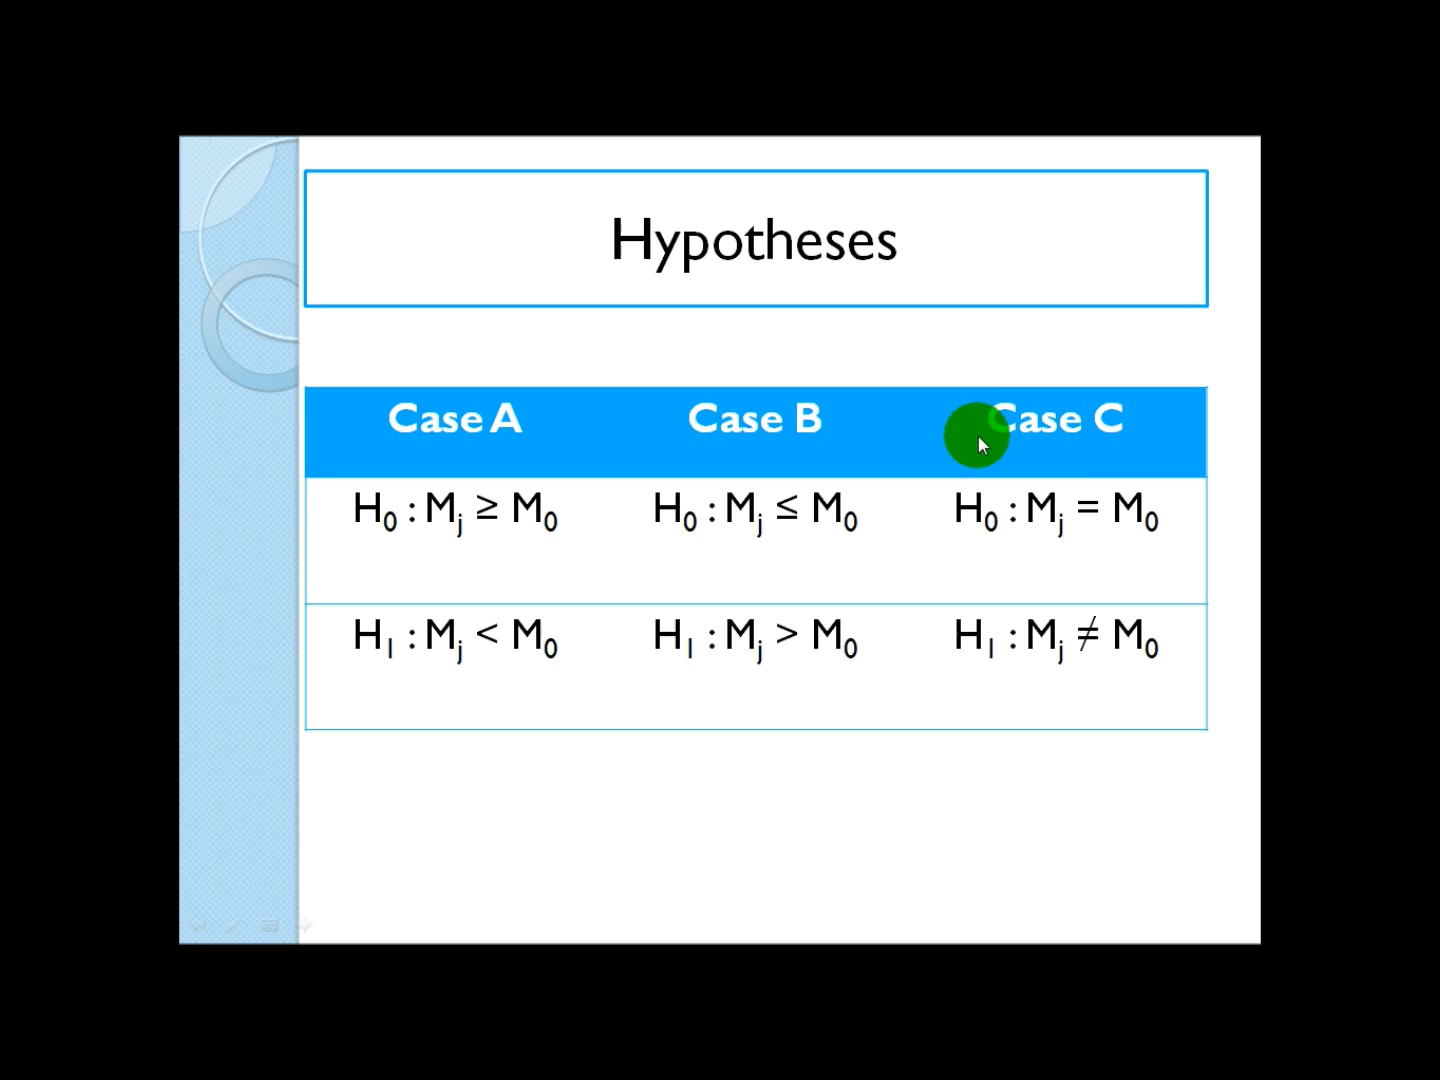 Hypotheses
Case A Case B Case C
H₀ : Mⱼ ≥ M₀ H₀ : Mⱼ ≤ M₀ H₀ : Mⱼ = M₀
H₁ : Mⱼ < M₀ H₁ : Mⱼ > M₀ H₁ : Mⱼ ≠ M₀